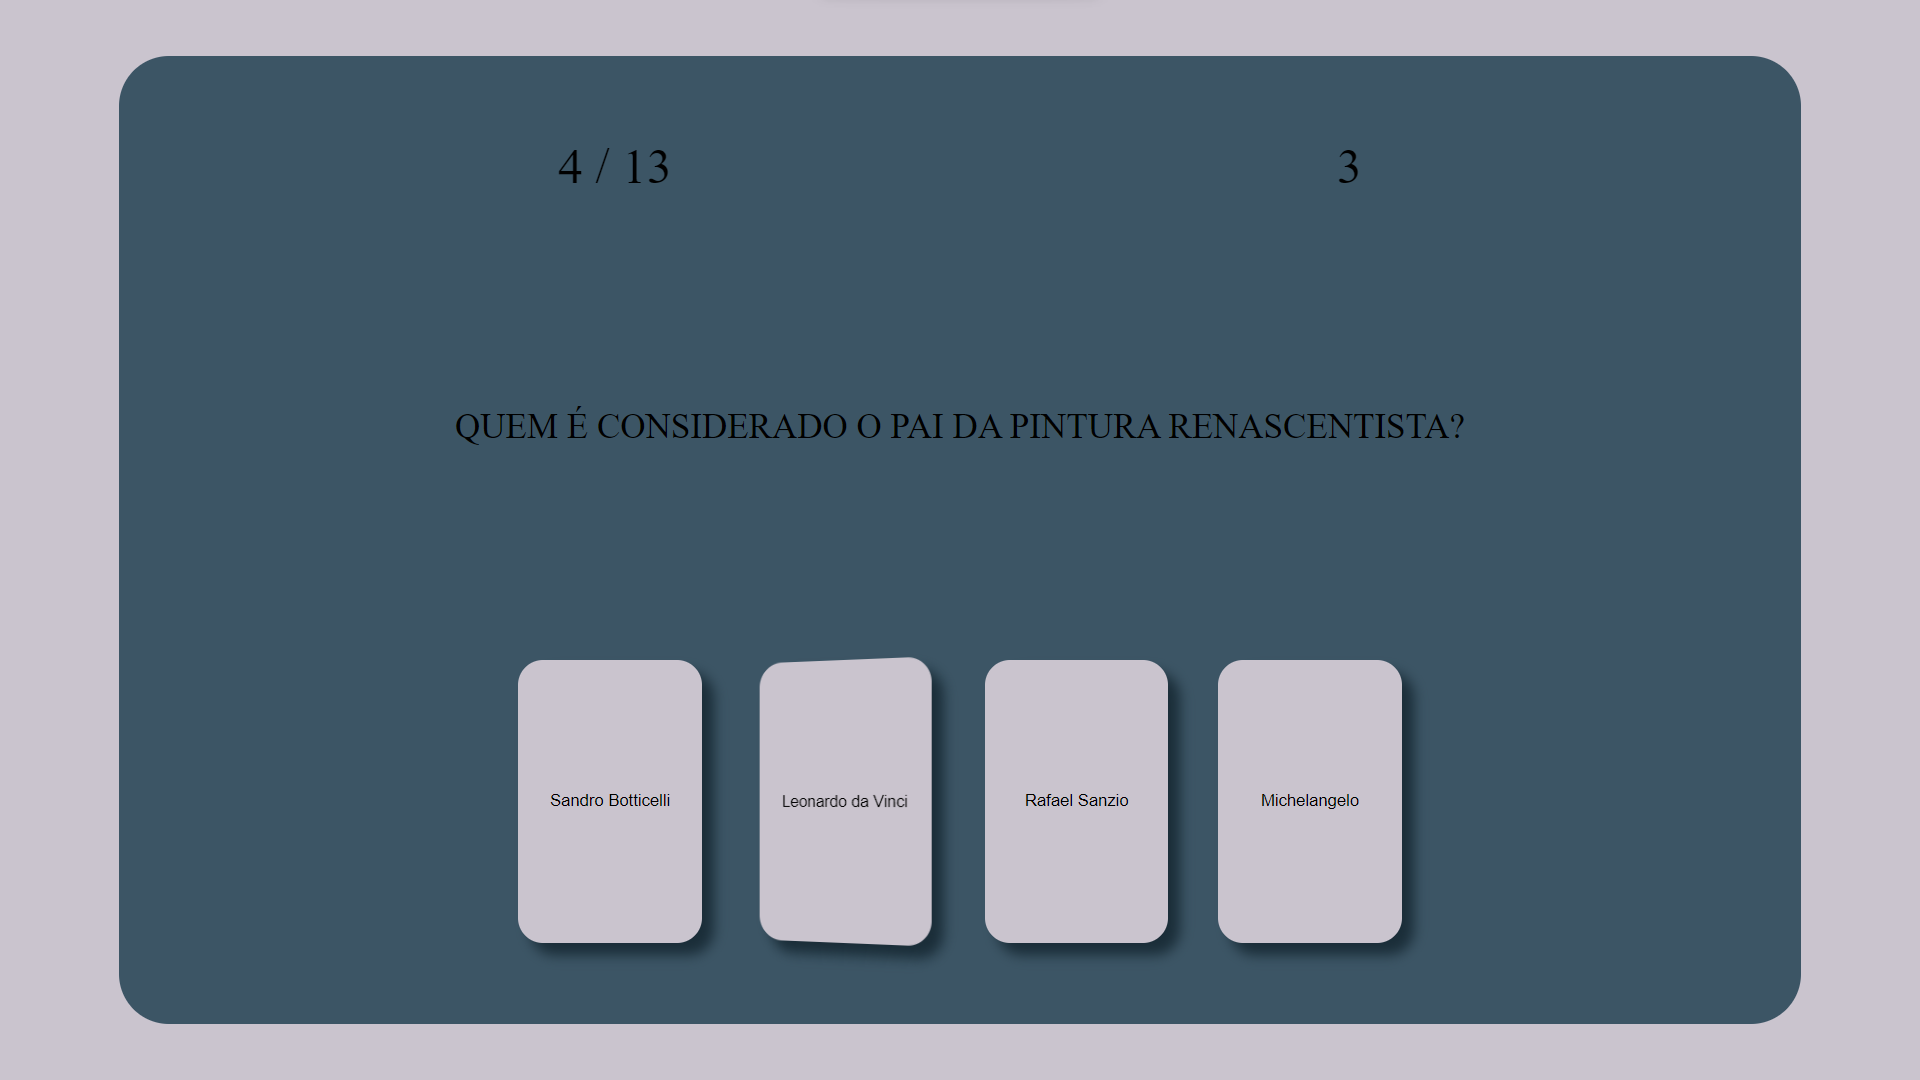 4 / 13
3
QUEM É CONSIDERADO O PAI DA PINTURA RENASCENTISTA?
Sandro Botticelli
Leonardo da Vinci
Rafael Sanzio
Michelangelo